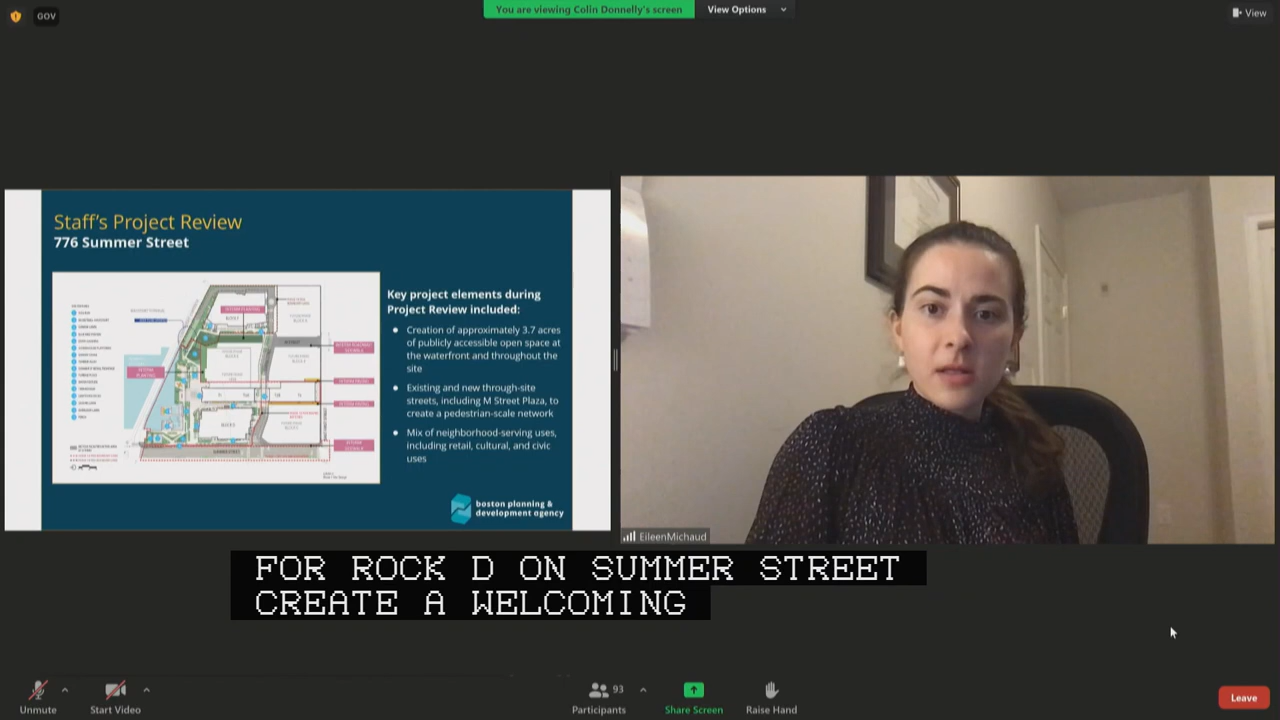 GOV
You are viewing Colin Donnelly's screen
View Options
View
Staff's Project Review
776 Summer Street
Key project elements during
Project Review included:
Creation of approximately 3.7 acres
of publicly accessible open space at
the waterfront and throughout the
site
Existing and new through-site
streets, including M Street Plaza, to
create a pedestrian-scale network
Mix of neighborhood-serving uses,
including retail, cultural, and civic
uses
boston planning &
development agency
EileenMichaud
FOR ROCK D ON SUMMER STREET
CREATE A WELCOMING
Unmute
Start Video
93
Participants
Share Screen
Raise Hand
Leave